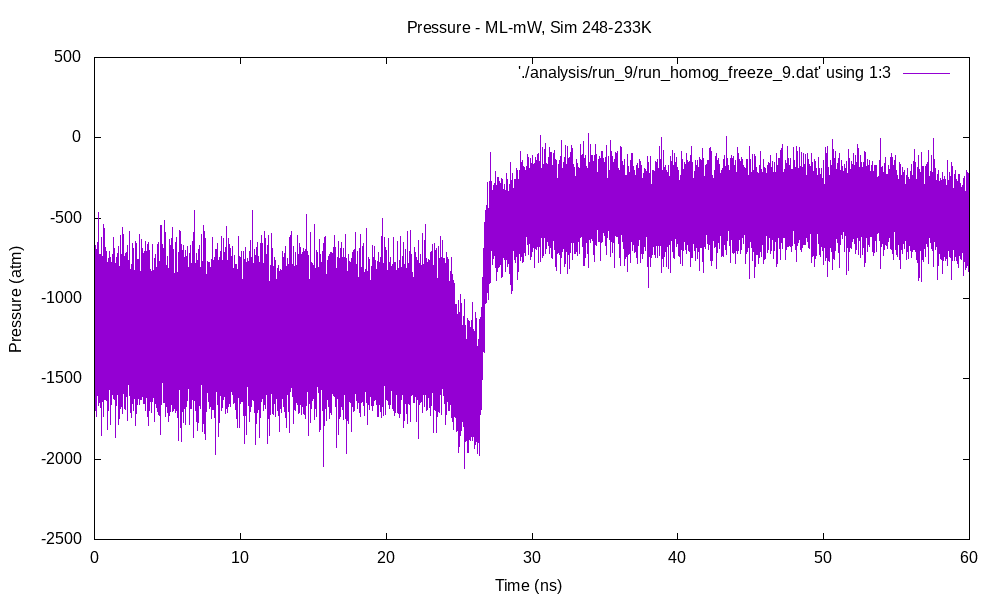 Pressure - ML-mW, Sim 248-233K
'./analysis/run_9/run_homog_freeze_9.dat' using 1:3
500
0
-500
-1000
-1500
-2000
-2500
Pressure (atm)
0 10 20 30 40 50 60
Time (ns)